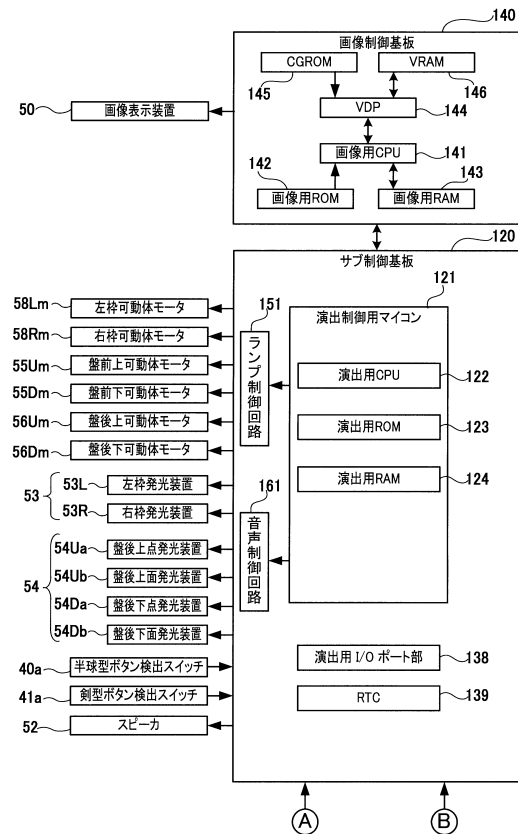 140
画像制御基板
CGROM
VRAM
145
146
50
画像表示装置
VDP
144
画像用CPU
141
142
143
画像用ROM
画像用RAM
120
サブ制御基板
121
58Lm
左枠可動体モータ
151
演出制御用マイコン
58Rm
右枠可動体モータ
ランプ制御回路
55Um
盤前上可動体モータ
演出用CPU
122
55Dm
盤前下可動体モータ
56Um
盤後上可動体モータ
演出用ROM
123
56Dm
盤後下可動体モータ
演出用RAM
124
53
53L
左枠発光装置
161
53R
右枠発光装置
音声制御回路
54
54Ua
盤後上点発光装置
54Ub
盤後上面発光装置
54Da
盤後下点発光装置
54Db
盤後下面発光装置
40a
半球型ボタン検出スイッチ
演出用I/Oポート部
138
41a
剣型ボタン検出スイッチ
RTC
139
52
スピーカ
A
B